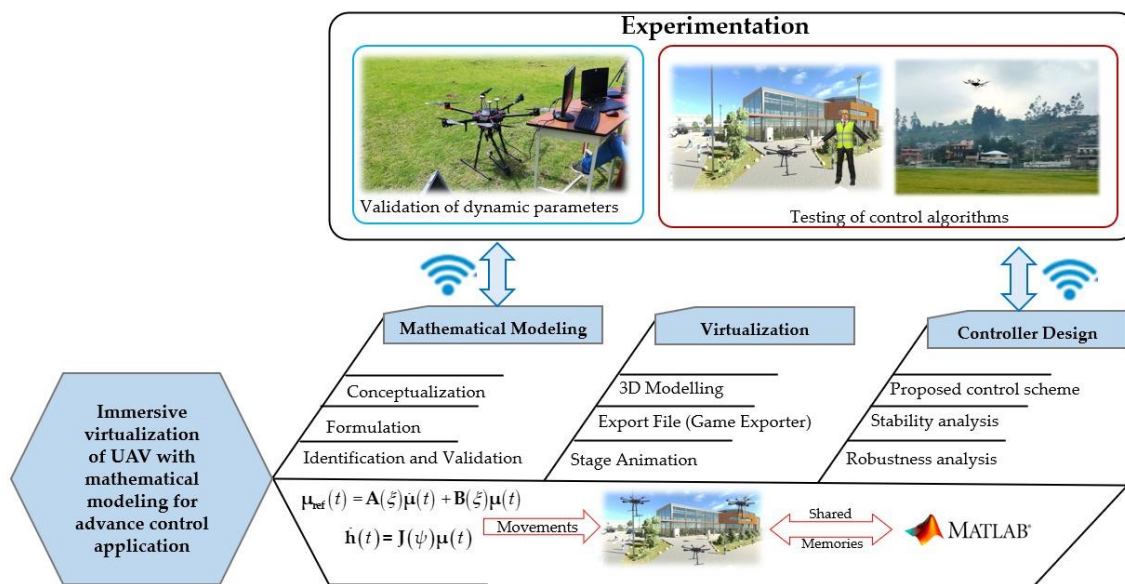 Experimentation
Validation of dynamic parameters
Testing of control algorithms
Mathematical Modeling
Virtualization
Controller Design
Conceptualization
Formulation
Identification and Validation
3D Modelling
Export File (Game Exporter)
Stage Animation
Proposed control scheme
Stability analysis
Robustness analysis
Immersive
virtualization
of UAV with
mathematical
modeling for
advance control
application
μ_ref(t) = A(ξ)μ̇(t) + B(ξ)μ(t)
ḣ(t) = J(ψ)μ(t)
Movements
Shared
Memories
MATLAB®